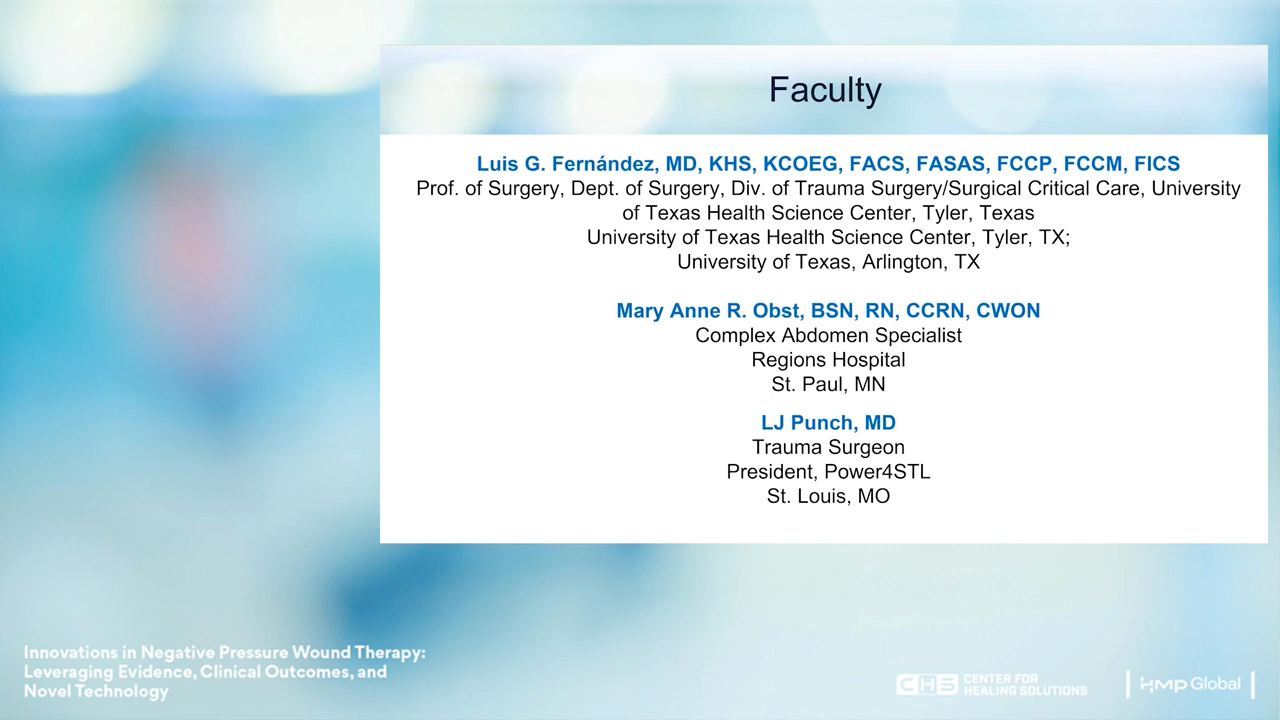 Faculty
Luis G. Fernández, MD, KHS, KCOEG, FACS, FASAS, FCCP, FCCM, FICS
Prof. of Surgery, Dept. of Surgery, Div. of Trauma Surgery/Surgical Critical Care, University
of Texas Health Science Center, Tyler, Texas
University of Texas Health Science Center, Tyler, TX;
University of Texas, Arlington, TX
Mary Anne R. Obst, BSN, RN, CCRN, CWON
Complex Abdomen Specialist
Regions Hospital
St. Paul, MN
LJ Punch, MD
Trauma Surgeon
President, Power4STL
St. Louis, MO
Innovations in Negative Pressure Wound Therapy:
Leveraging Evidence, Clinical Outcomes, and
Novel Technology
CHS CENTER FOR
HEALING SOLUTIONS
HMP Global